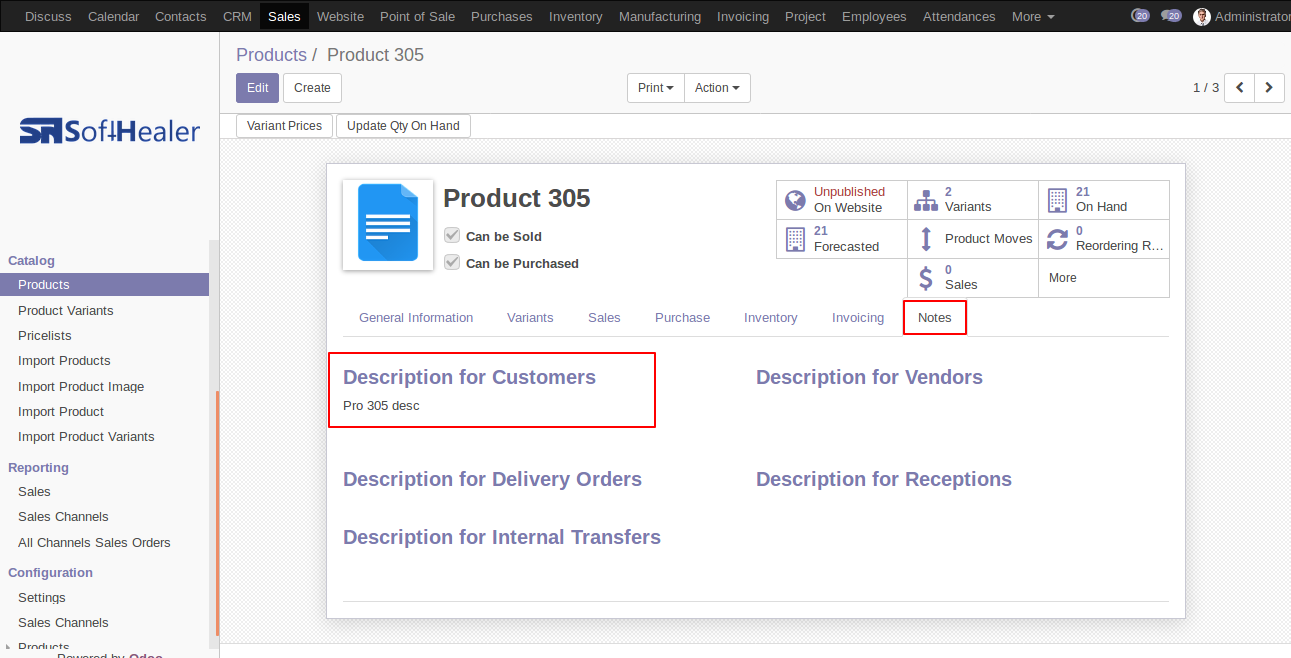 Discuss Calendar Contacts CRM Sales Website Point of Sale Purchases Inventory Manufacturing Invoicing Project Employees Attendances More 20 20 Administrator
SoftHealer
Catalog
Products
Product Variants
Pricelists
Import Products
Import Product Image
Import Product
Import Product Variants
Reporting
Sales
Sales Channels
All Channels Sales Orders
Configuration
Settings
Sales Channels
Products
Powered by Odoo
Products / Product 305
Edit Create Print Action 1 / 3
Variant Prices Update Qty On Hand
Product 305
Can be Sold
Can be Purchased
Unpublished
On Website
2
Variants
21
On Hand
21
Forecasted
Product Moves
0
Reordering R...
0
Sales
More
General Information Variants Sales Purchase Inventory Invoicing Notes
Description for Customers
Pro 305 desc
Description for Vendors
Description for Delivery Orders
Description for Receptions
Description for Internal Transfers